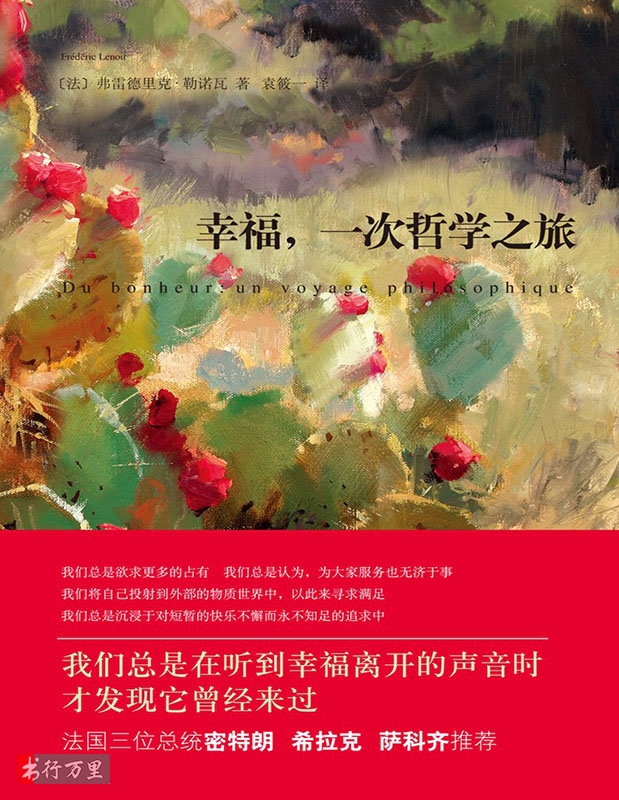 Frédéric Lenoir
〔法〕弗雷德里克·勒诺瓦 著 袁筱一 译
幸福，一次哲学之旅
Du bonheur: un voyage philosophique
我们总是欲求更多的占有 我们总是认为，为大家服务也无济于事
我们将自己投射到外部的物质世界中，以此来寻求满足
我们总是沉浸于对短暂的快乐不懈而永不知足的追求中
我们总是在听到幸福离开的声音时
才发现它曾经来过
法国三位总统密特朗 希拉克 萨科齐推荐
书行万里